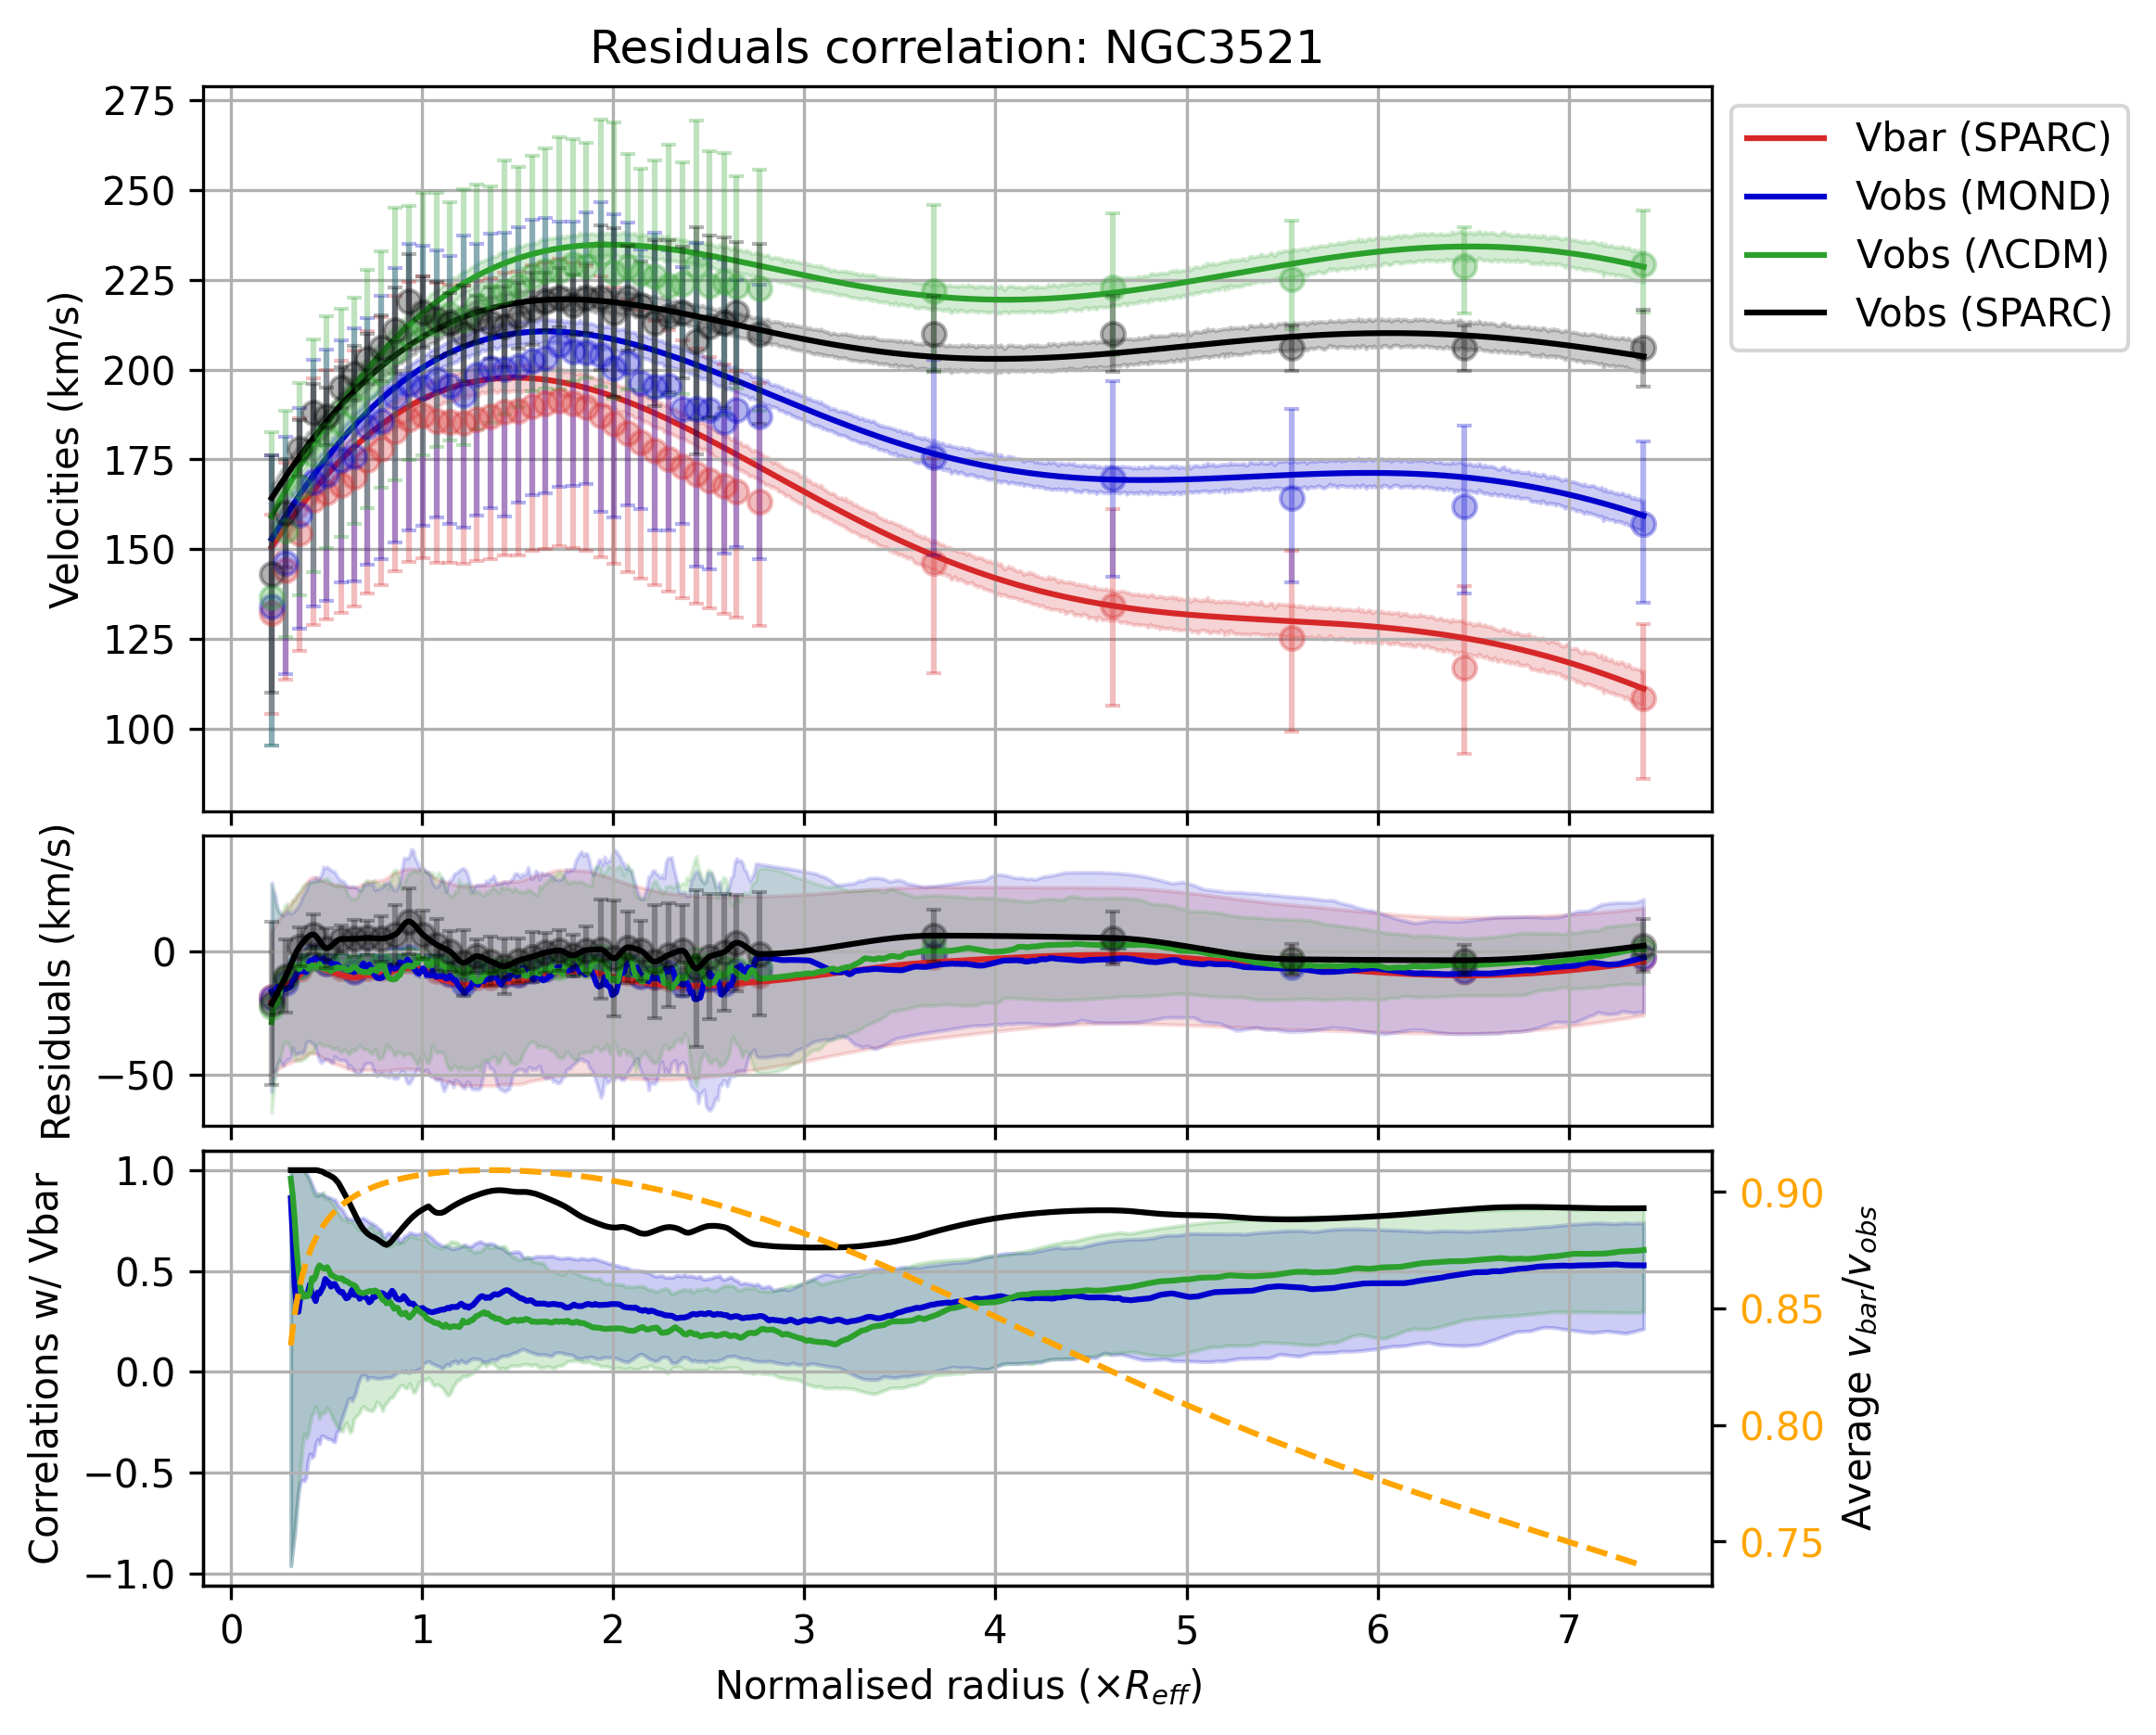 Residuals correlation: NGC3521
275
250
225
200
175
150
125
100
Velocities (km/s)
Vbar (SPARC)
Vobs (MOND)
Vobs (ΛCDM)
Vobs (SPARC)
0
−50
Residuals (km/s)
1.0
0.5
0.0
−0.5
−1.0
Correlations w/ Vbar
0.90
0.85
0.80
0.75
Average v_bar/v_obs
0 1 2 3 4 5 6 7
Normalised radius (×R_eff)